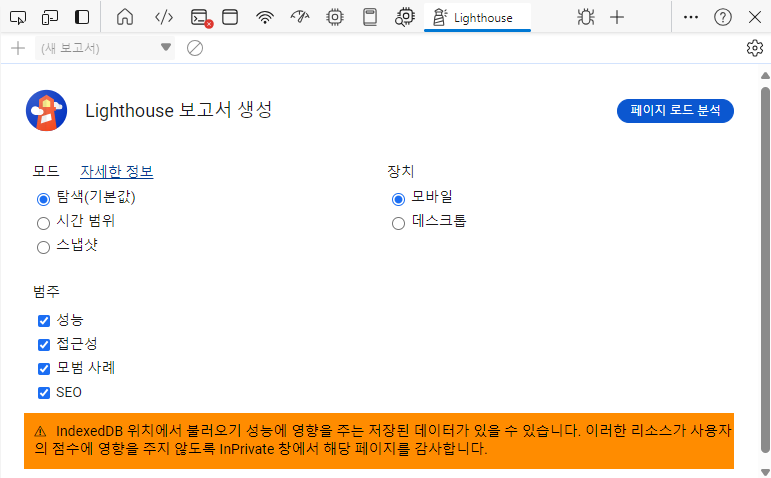 Lighthouse
(새 보고서)
Lighthouse 보고서 생성
페이지 로드 분석
모드 자세한 정보
장치
탐색(기본값)
모바일
시간 범위
데스크톱
스냅샷
범주
성능
접근성
모범 사례
SEO
⚠ IndexedDB 위치에서 불러오기 성능에 영향을 주는 저장된 데이터가 있을 수 있습니다. 이러한 리소스가 사용자
의 점수에 영향을 주지 않도록 InPrivate 창에서 해당 페이지를 감사합니다.